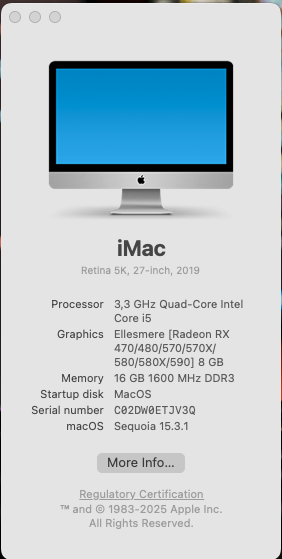 iMac
Retina 5K, 27-inch, 2019
Processor 3,3 GHz Quad-Core Intel
Core i5
Graphics Ellesmere [Radeon RX
470/480/570/570X/
580/580X/590] 8 GB
Memory 16 GB 1600 MHz DDR3
Startup disk MacOS
Serial number C02DW0ETJV3Q
macOS Sequoia 15.3.1
More Info...
Regulatory Certification
™ and © 1983-2025 Apple Inc.
All Rights Reserved.